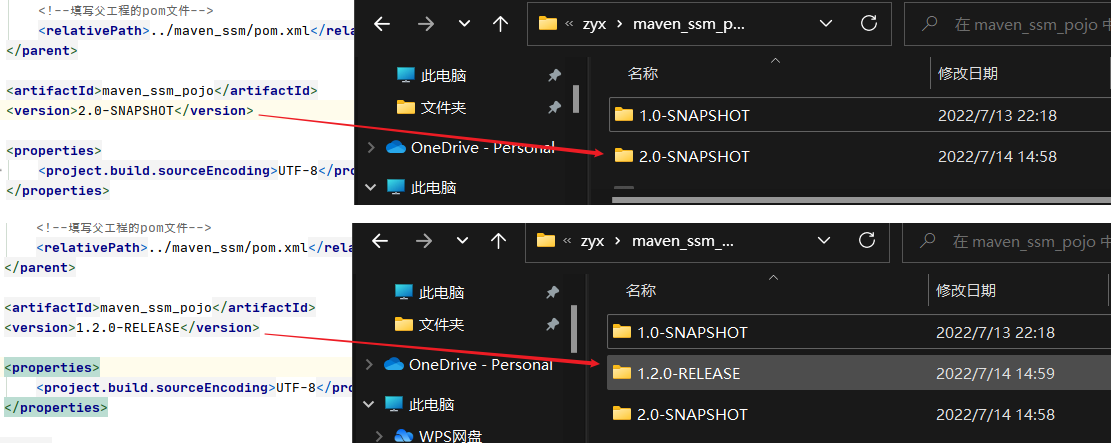 <!--填写父工程的pom文件-->
<relativePath>../maven_ssm/pom.xml</rela
</parent>
<artifactId>maven_ssm_pojo</artifactId>
<version>2.0-SNAPSHOT</version>
<properties>
<project.build.sourceEncoding>UTF-8</pro
</properties>
« zyx › maven_ssm_p...
在 maven_ssm_pojo 中
此电脑
文件夹
OneDrive - Personal
此电脑
名称 修改日期
1.0-SNAPSHOT 2022/7/13 22:18
2.0-SNAPSHOT 2022/7/14 14:58
<!--填写父工程的pom文件-->
<relativePath>../maven_ssm/pom.xml</rela
</parent>
<artifactId>maven_ssm_pojo</artifactId>
<version>1.2.0-RELEASE</version>
<properties>
<project.build.sourceEncoding>UTF-8</pro
</properties>
« zyx › maven_ssm_...
在 maven_ssm_pojo 中
此电脑
文件夹
OneDrive - Personal
此电脑
WPS网盘
名称 修改日期
1.0-SNAPSHOT 2022/7/13 22:18
1.2.0-RELEASE 2022/7/14 14:59
2.0-SNAPSHOT 2022/7/14 14:58